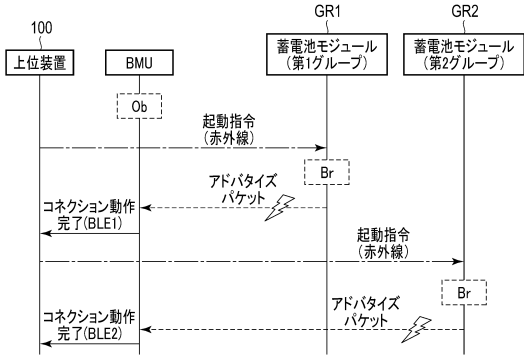 100
GR1
GR2
上位装置
BMU
蓄電池モジュール
(第1グループ)
蓄電池モジュール
(第2グループ)
Ob
起動指令
(赤外線)
Br
アドバタイズ
パケット
コネクション動作
完了(BLE1)
起動指令
(赤外線)
Br
アドバタイズ
パケット
コネクション動作
完了(BLE2)